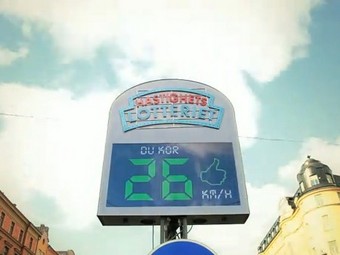 HASTIGHETS
LOTTERIET
DU KÖR
26
KM/H